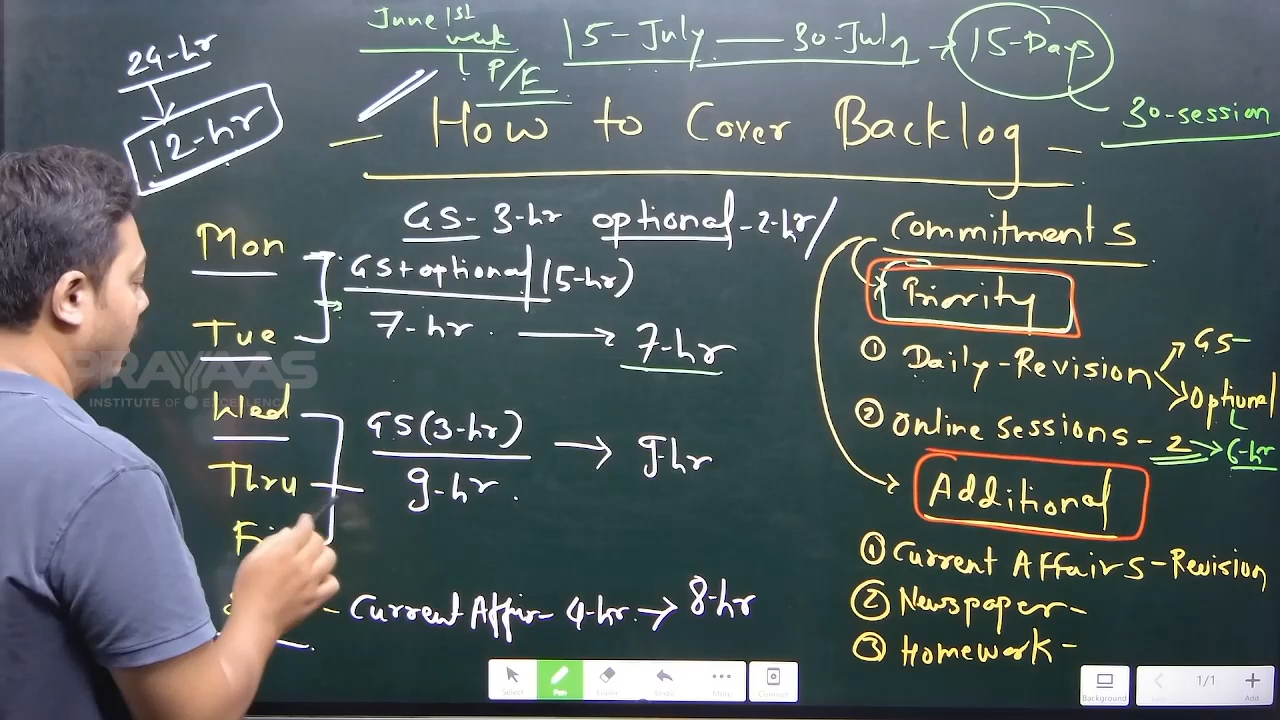 June 1st week
P/E
15-July — 30-July → 15-Days
30-session
24-hr
12-hr
- How to Cover Backlog -
GS-3-hr optional-2-hr/
Mon
GS+optional (5-hr)
Tue
7-hr → 7-hr
Wed
GS(3-hr) → 9-hr
Thru
9-hr.
- Current Affair-4-hr. → 8-hr
Commitments
Priority
① Daily-Revision
GS-
Optional
② Online Sessions-2 → 6-hr
Additional
① Current Affairs-Revision
② Newspaper-
③ Homework-
PRAYAAS
INSTITUTE OF EXCELLENCE
Select
Pen
Eraser
Undo
More
Connect
Background
1/1
Add